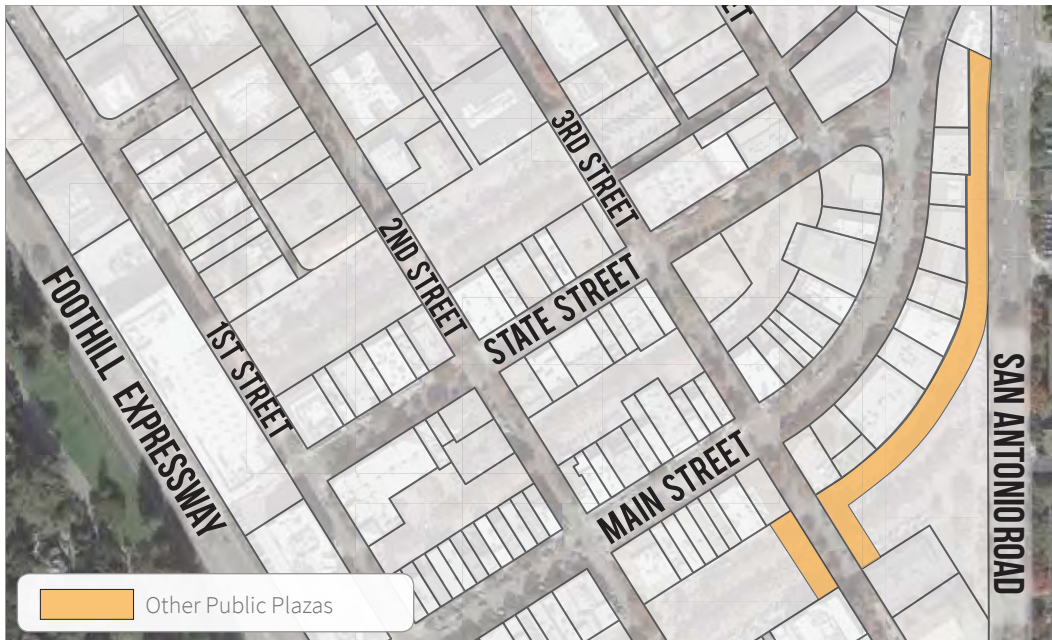 3RD STREET
2ND STREET
STATE STREET
FOOTHILL EXPRESSWAY
1ST STREET
SAN ANTONIO ROAD
MAIN STREET
Other Public Plazas